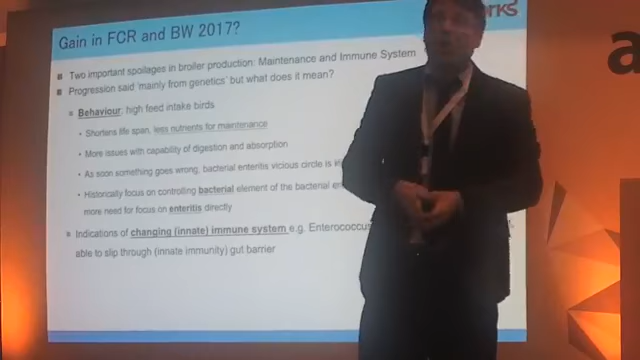 Gain in FCR and BW 2017?
Two important spoilages in broiler production: Maintenance and Immune System
Progression said 'mainly from genetics' but what does it mean?
Behaviour: high feed intake birds
Shortens life span, less nutrients for maintenance
More issues with capability of digestion and absorption
As soon something goes wrong, bacterial enteritis vicious circle is
Historically focus on controlling bacterial element of the bacterial
more need for focus on enteritis directly
Indications of changing (innate) immune system e.g. Enterococcus
able to slip through (innate immunity) gut barrier